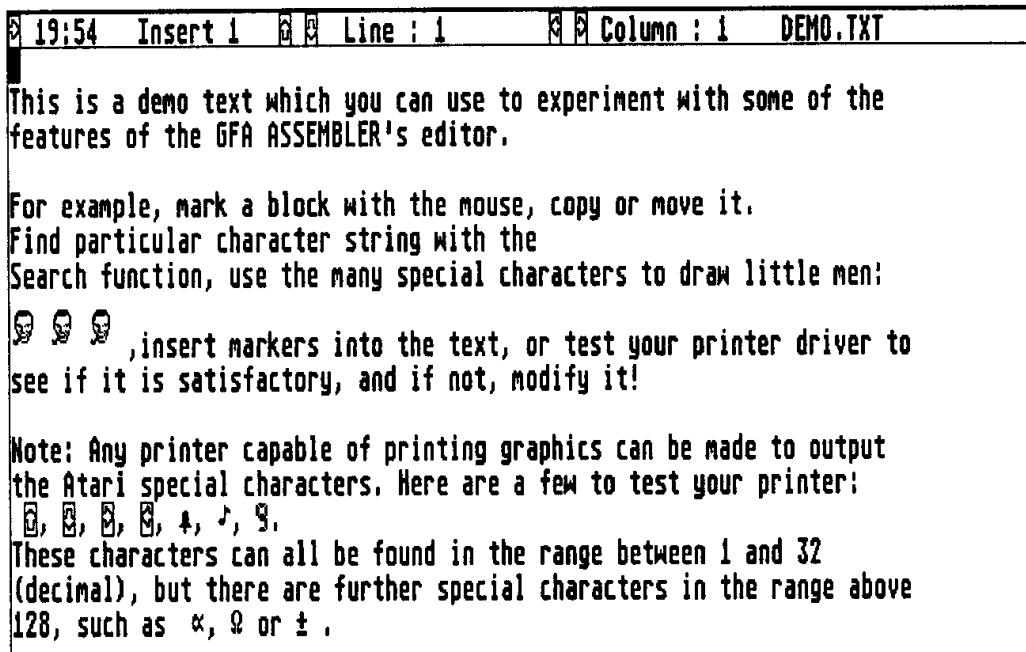 ⇨ 19:54 Insert 1 ⇧ ⇩ Line : 1 ⇦ ⇨ Column : 1 DEMO.TXT
This is a demo text which you can use to experiment with some of the
features of the GFA ASSEMBLER's editor.
For example, mark a block with the mouse, copy or move it.
Find particular character string with the
Search function, use the many special characters to draw little men:
,insert markers into the text, or test your printer driver to
see if it is satisfactory, and if not, modify it!
Note: Any printer capable of printing graphics can be made to output
the Atari special characters. Here are a few to test your printer:
⇧, ⇩, ⇨, ⇦, 🔔, ♪, 9.
These characters can all be found in the range between 1 and 32
(decimal), but there are further special characters in the range above
128, such as α, Ω or ± .